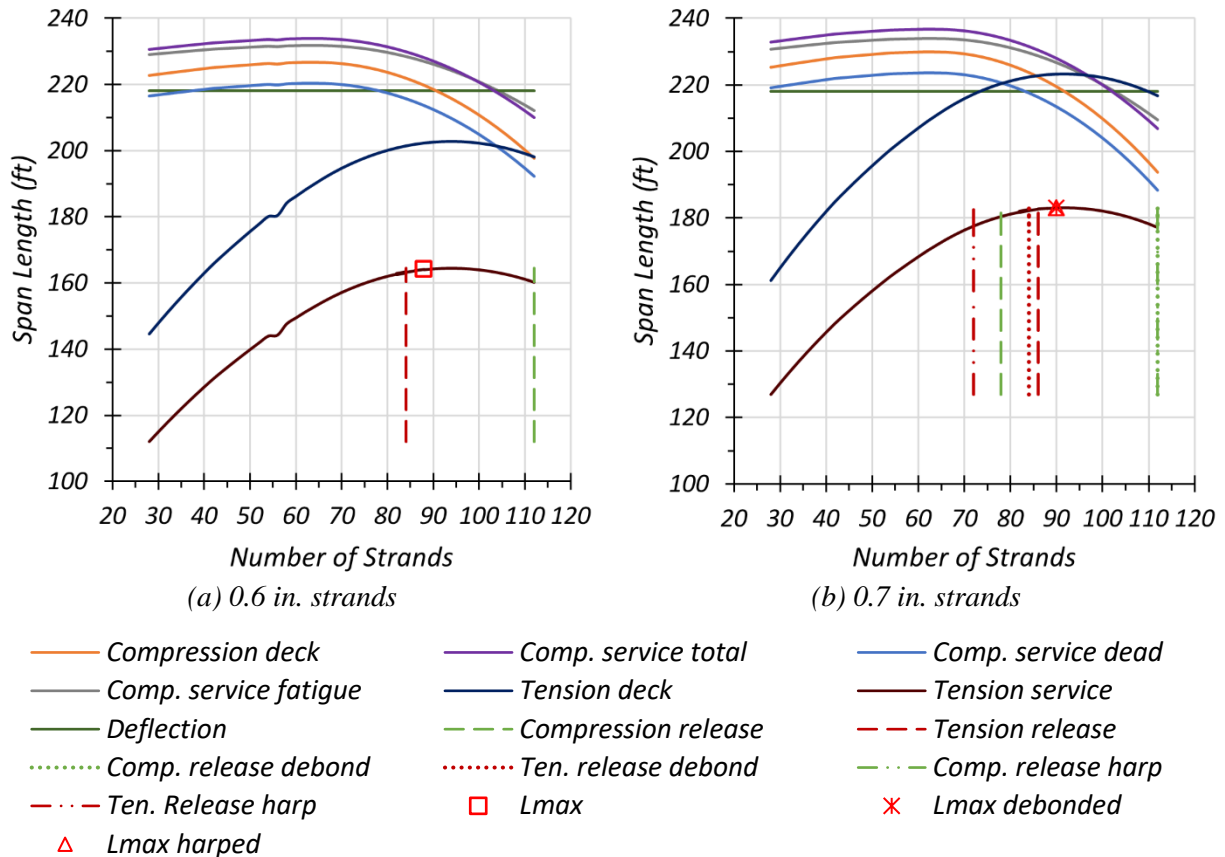 240
220
200
180
160
140
120
100
Span Length (ft)
20 30 40 50 60 70 80 90 100 110 120
Number of Strands
(a) 0.6 in. strands
240
220
200
180
160
140
120
100
Span Length (ft)
20 30 40 50 60 70 80 90 100 110 120
Number of Strands
(b) 0.7 in. strands
Compression deck Comp. service total Comp. service dead
Comp. service fatigue Tension deck Tension service
Deflection Compression release Tension release
Comp. release debond Ten. release debond Comp. release harp
Ten. Release harp Lmax Lmax debonded
Lmax harped